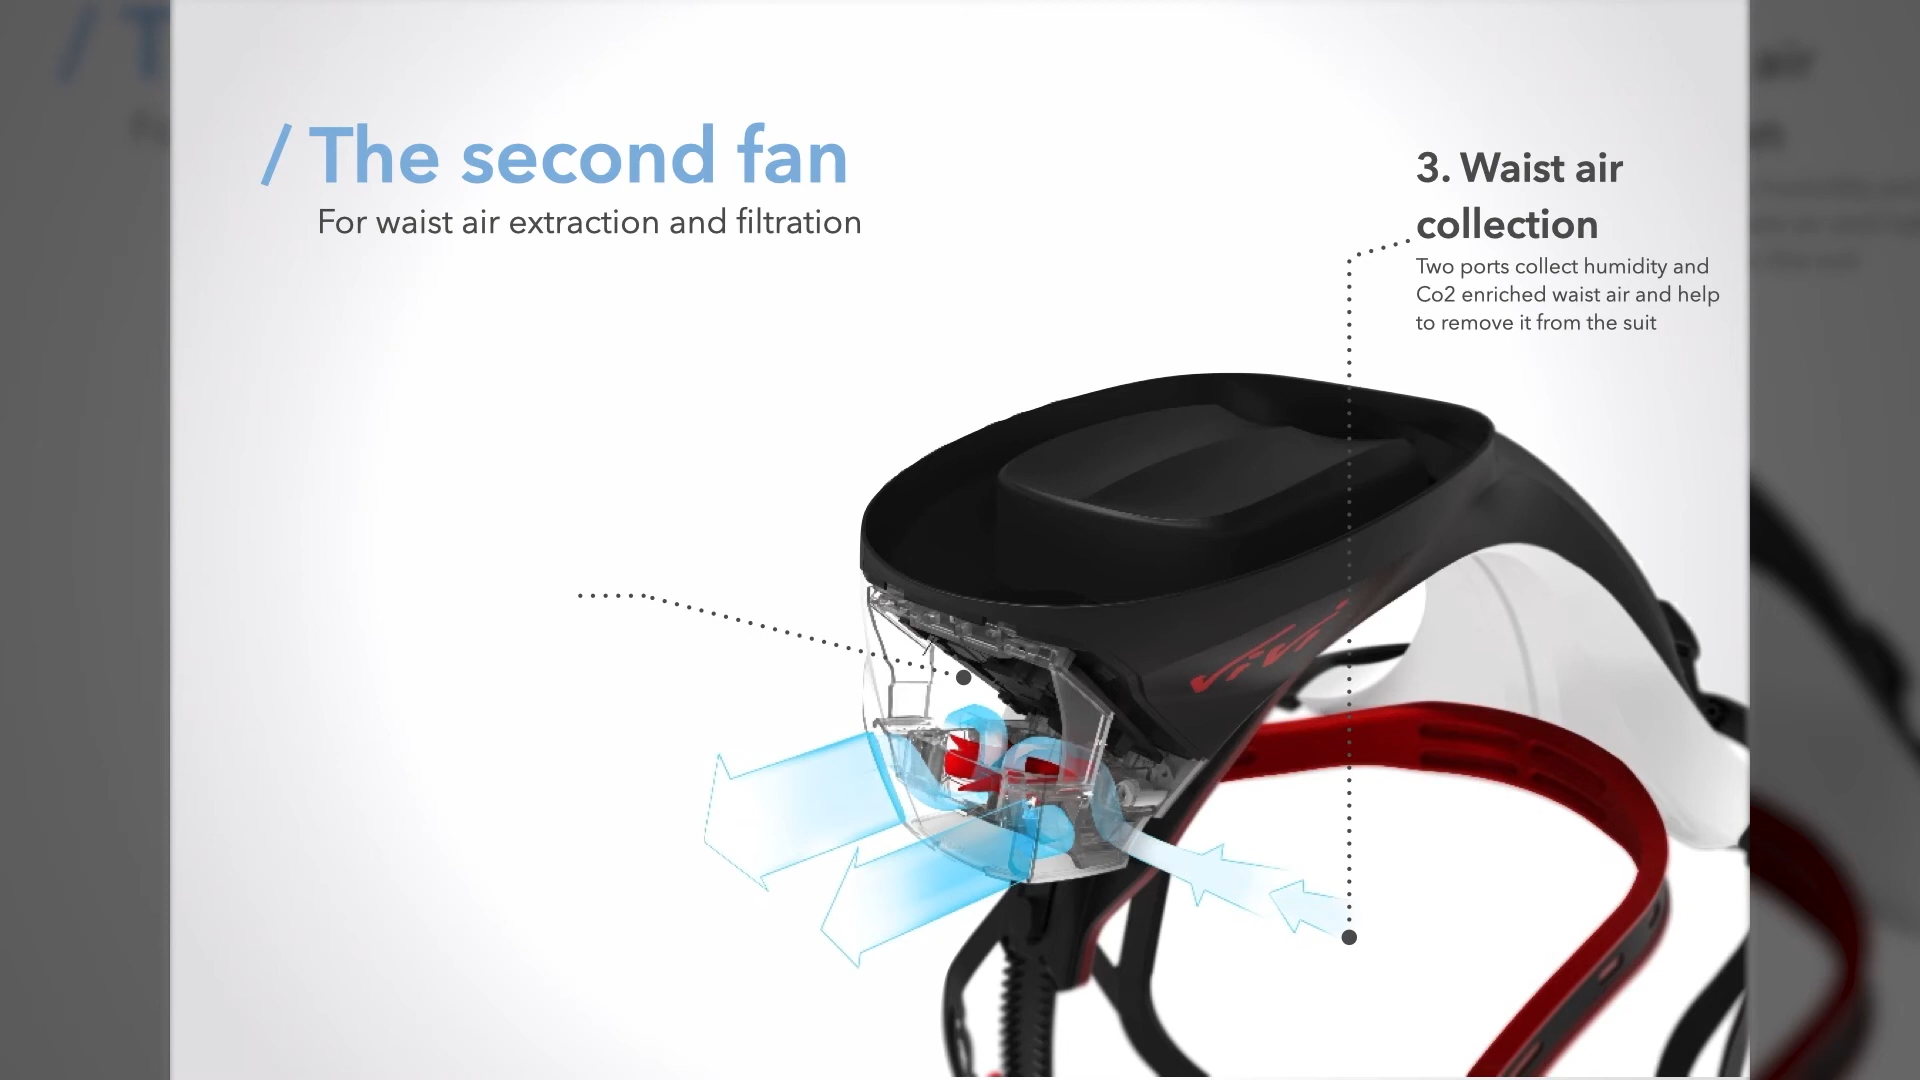 / The second fan
For waist air extraction and filtration
3. Waist air
collection
Two ports collect humidity and
Co2 enriched waist air and help
to remove it from the suit